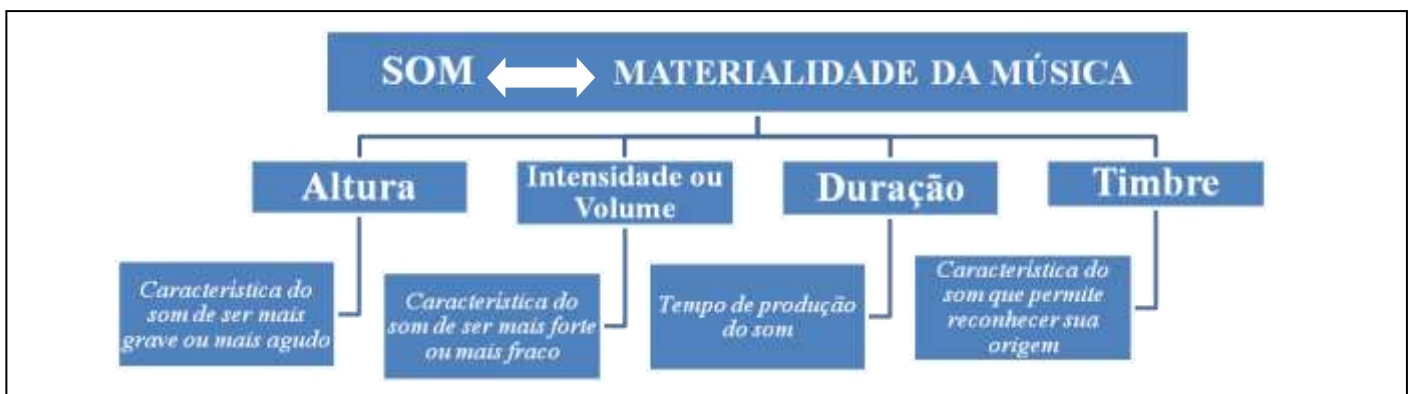 SOM MATERIALIDADE DA MÚSICA
Altura
Intensidade ou
Volume
Duração
Timbre
Característica do
som de ser mais
grave ou mais agudo
Característica do
som de ser mais forte
ou mais fraco
Tempo de produção
do som
Característica do
som que permite
reconhecer sua
origem